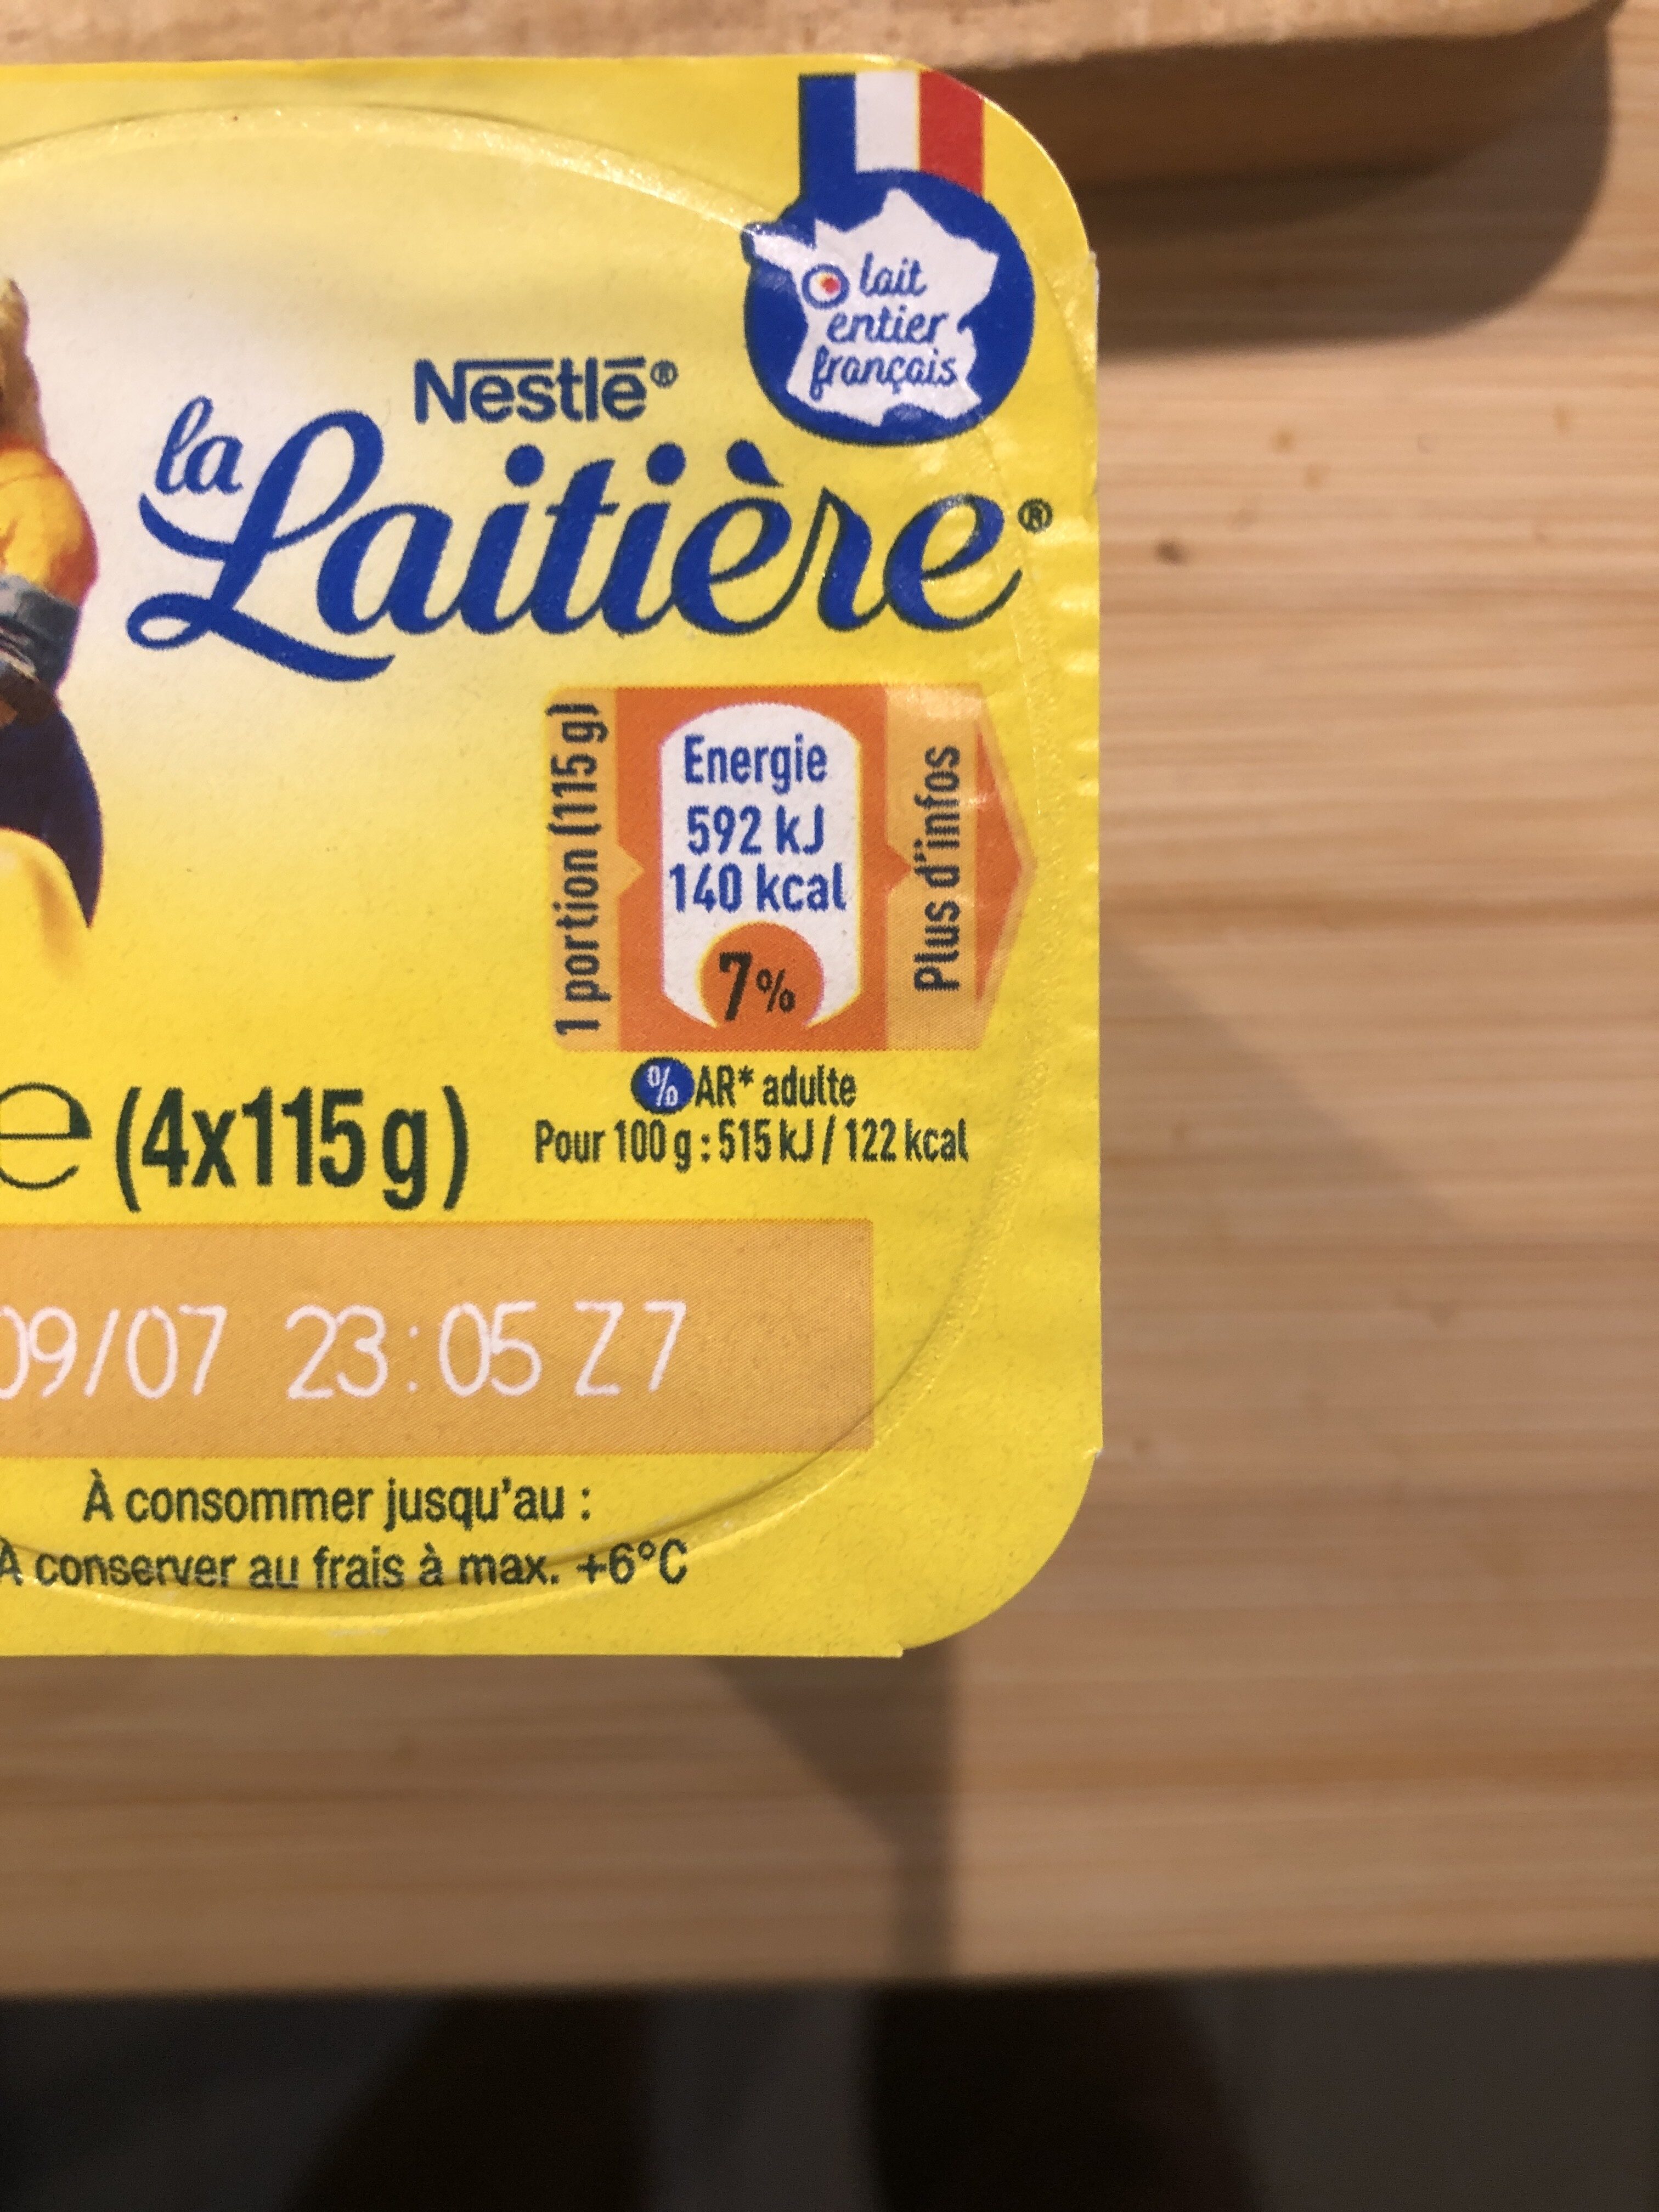 lait
entier
français
Nestlé®
la
Laitière®
1 portion (115 g)
Energie
592 kJ
140 kcal
7%
Plus d'infos
% AR* adulte
Pour 100 g : 515 kJ / 122 kcal
e (4x115 g)
09/07 23:05 Z7
À consommer jusqu'au :
À conserver au frais à max. +6°C